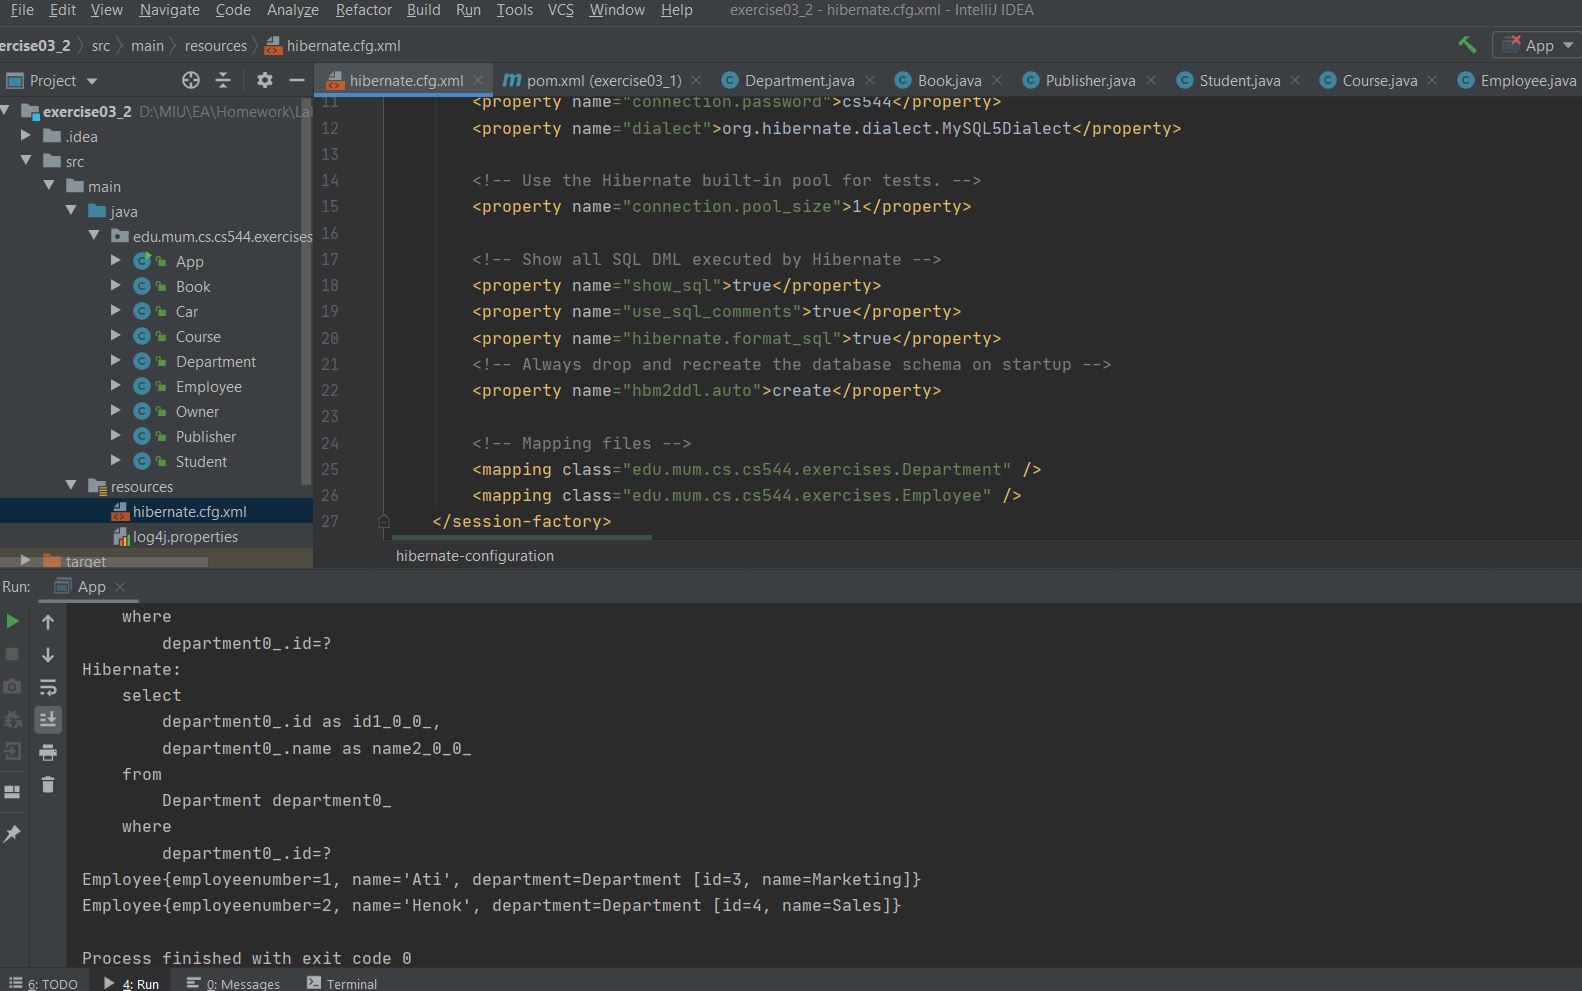 File Edit View Navigate Code Analyze Refactor Build Run Tools VCS Window Help exercise03_2 - hibernate.cfg.xml - IntelliJ IDEA
ercise03_2 src main resources hibernate.cfg.xml App
Project hibernate.cfg.xml pom.xml (exercise03_1) Department.java Book.java Publisher.java Student.java Course.java Employee.java
exercise03_2 D:\MIU\EA\Homework\La
.idea
src
main
java
edu.mum.cs.cs544.exercises
App
Book
Car
Course
Department
Employee
Owner
Publisher
Student
resources
hibernate.cfg.xml
log4j.properties
target
11 <property name="connection.password">cs544</property>
12 <property name="dialect">org.hibernate.dialect.MySQL5Dialect</property>
13
14 <!-- Use the Hibernate built-in pool for tests. -->
15 <property name="connection.pool_size">1</property>
16
17 <!-- Show all SQL DML executed by Hibernate -->
18 <property name="show_sql">true</property>
19 <property name="use_sql_comments">true</property>
20 <property name="hibernate.format_sql">true</property>
21 <!-- Always drop and recreate the database schema on startup -->
22 <property name="hbm2ddl.auto">create</property>
23
24 <!-- Mapping files -->
25 <mapping class="edu.mum.cs.cs544.exercises.Department" />
26 <mapping class="edu.mum.cs.cs544.exercises.Employee" />
27 </session-factory>
hibernate-configuration
Run: App
where
department0_.id=?
Hibernate:
select
department0_.id as id1_0_0_,
department0_.name as name2_0_0_
from
Department department0_
where
department0_.id=?
Employee{employeenumber=1, name='Ati', department=Department [id=3, name=Marketing]}
Employee{employeenumber=2, name='Henok', department=Department [id=4, name=Sales]}
Process finished with exit code 0
6: TODO 4: Run 0: Messages Terminal